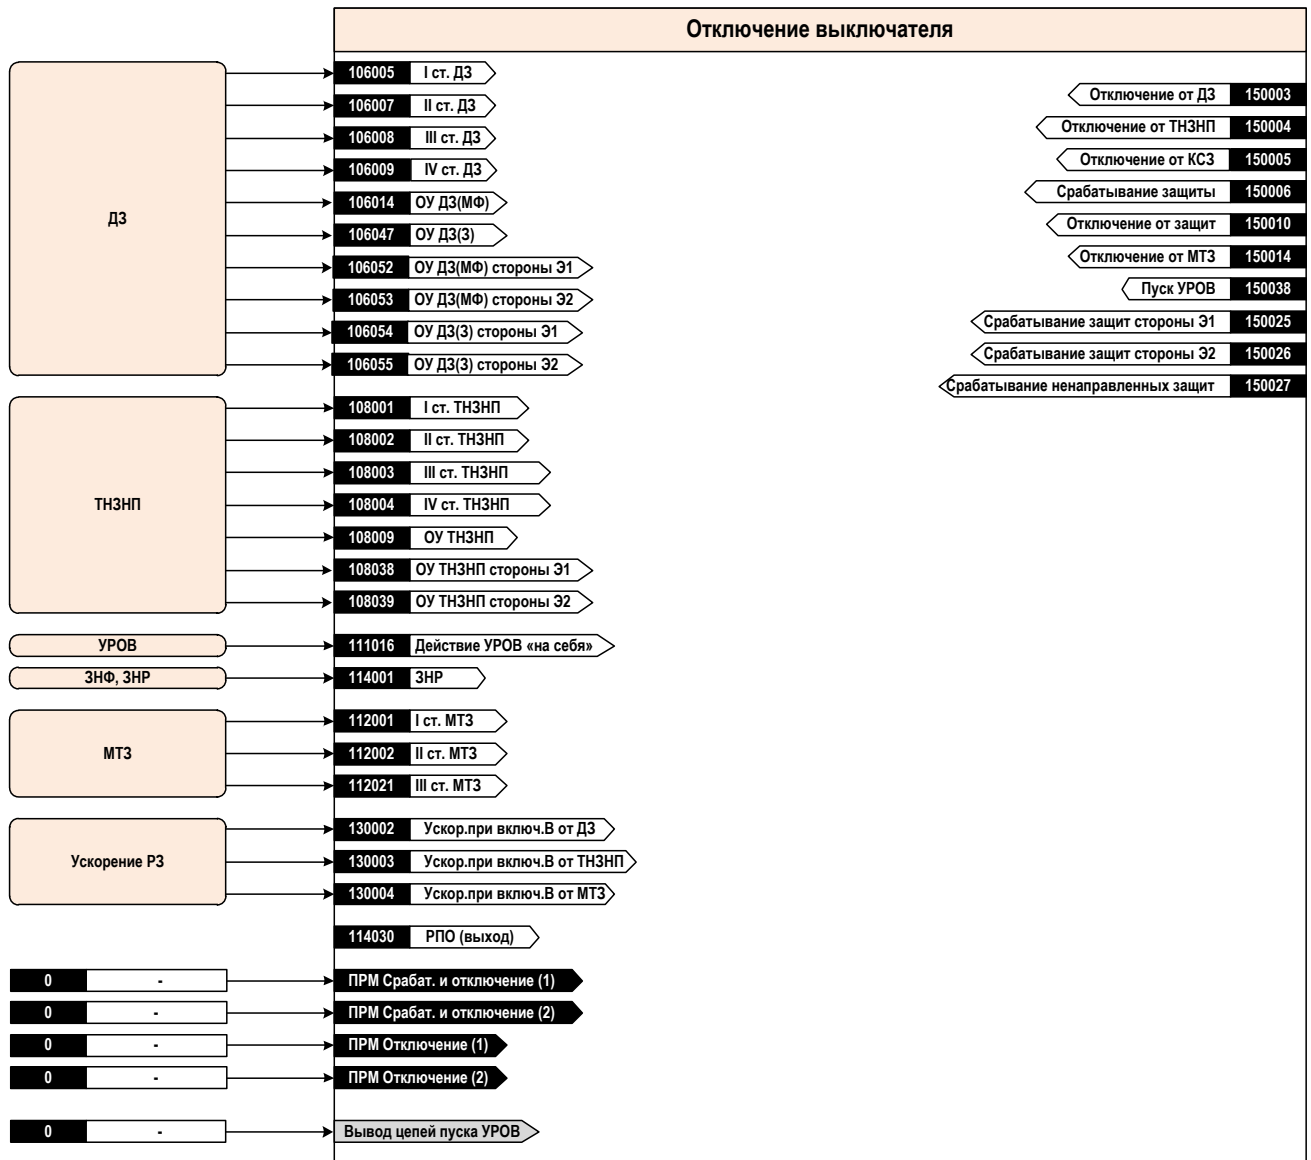 Отключение выключателя
ДЗ
106005 I ст. ДЗ
106007 II ст. ДЗ
106008 III ст. ДЗ
106009 IV ст. ДЗ
106014 ОУ ДЗ(МФ)
106047 ОУ ДЗ(З)
106052 ОУ ДЗ(МФ) стороны Э1
106053 ОУ ДЗ(МФ) стороны Э2
106054 ОУ ДЗ(З) стороны Э1
106055 ОУ ДЗ(З) стороны Э2
Отключение от ДЗ 150003
Отключение от ТНЗНП 150004
Отключение от КСЗ 150005
Срабатывание защиты 150006
Отключение от защит 150010
Отключение от МТЗ 150014
Пуск УРОВ 150038
Срабатывание защит стороны Э1 150025
Срабатывание защит стороны Э2 150026
Срабатывание ненаправленных защит 150027
ТНЗНП
108001 I ст. ТНЗНП
108002 II ст. ТНЗНП
108003 III ст. ТНЗНП
108004 IV ст. ТНЗНП
108009 ОУ ТНЗНП
108038 ОУ ТНЗНП стороны Э1
108039 ОУ ТНЗНП стороны Э2
УРОВ
111016 Действие УРОВ «на себя»
ЗНФ, ЗНР
114001 ЗНР
МТЗ
112001 I ст. МТЗ
112002 II ст. МТЗ
112021 III ст. МТЗ
Ускорение РЗ
130002 Ускор.при включ.В от ДЗ
130003 Ускор.при включ.В от ТНЗНП
130004 Ускор.при включ.В от МТЗ
114030 РПО (выход)
0 - ПРМ Срабат. и отключение (1)
0 - ПРМ Срабат. и отключение (2)
0 - ПРМ Отключение (1)
0 - ПРМ Отключение (2)
0 - Вывод цепей пуска УРОВ